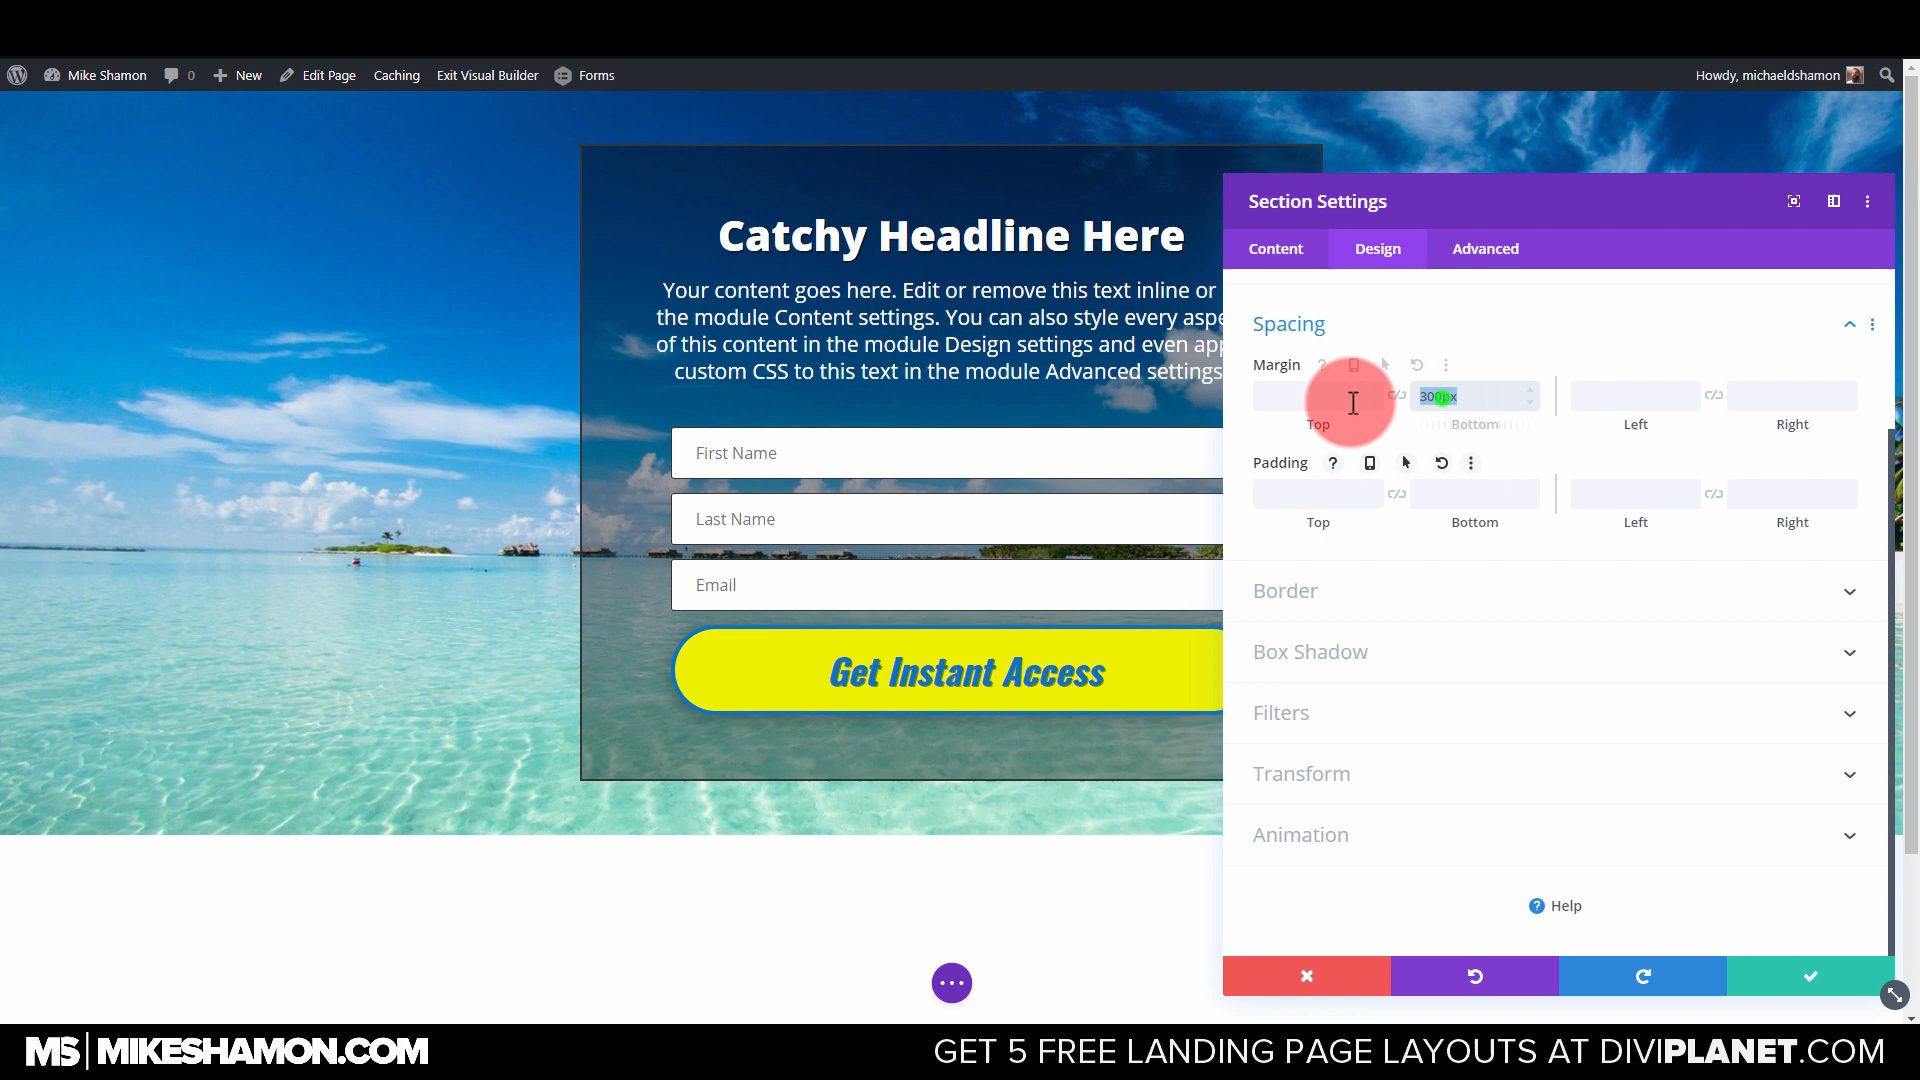 Mike Shamon 0 New Edit Page Caching Exit Visual Builder Forms Howdy, michaeldshamon
Catchy Headline Here
Your content goes here. Edit or remove this text inline or
the module Content settings. You can also style every
of this content in the module Design settings and even
custom CSS to this text in the module Advanced settings
First Name
Last Name
Email
Get Instant Access
Section Settings
Content Design Advanced
Spacing
Margin ?
300px
Top Bottom Left Right
Padding ?
Top Bottom Left Right
Border
Box Shadow
Filters
Transform
Animation
? Help
MS | MIKESHAMON.COM
GET 5 FREE LANDING PAGE LAYOUTS AT DIVIPLANET.COM